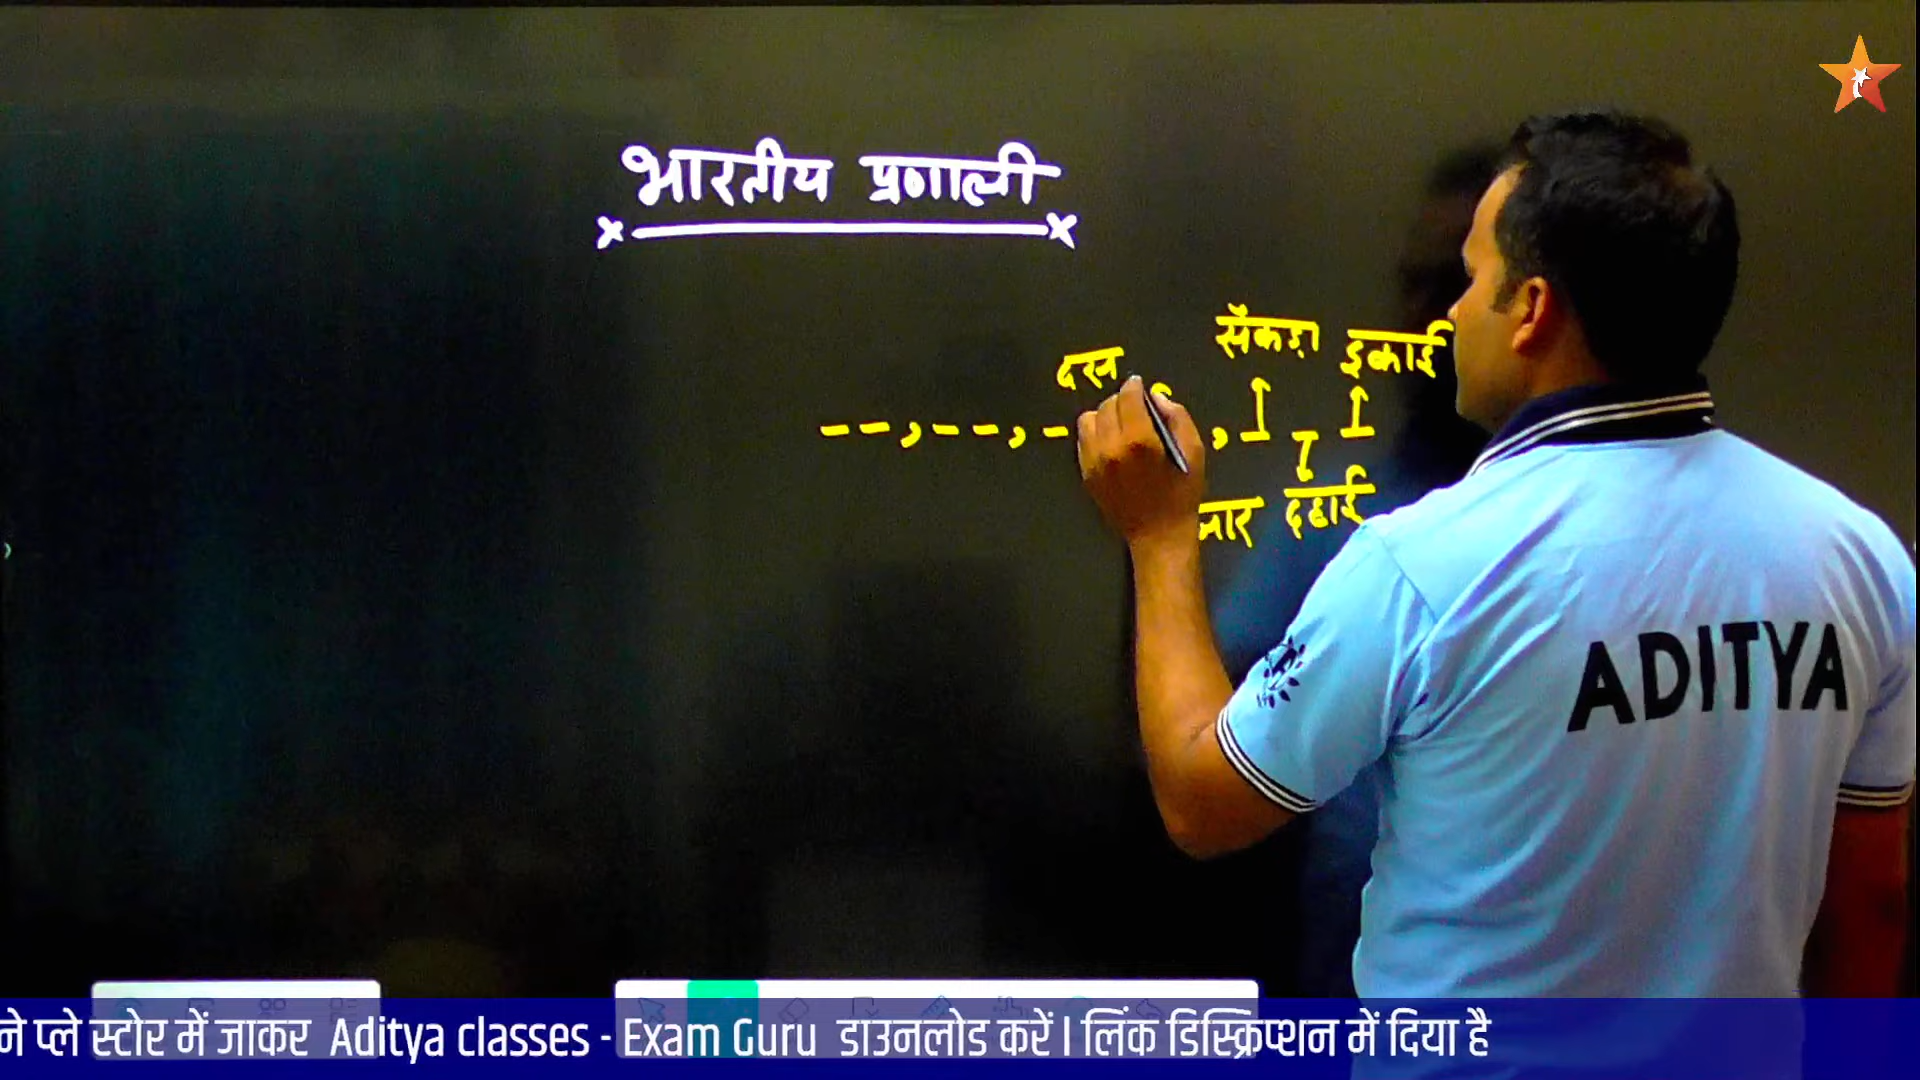 भारतीय प्रणाली
सैंकड़ा इकाई
दस
--,--,-
दहाई
ADITYA
ने प्ले स्टोर में जाकर Aditya classes - Exam Guru डाउनलोड करें । लिंक डिस्क्रिप्शन में दिया है